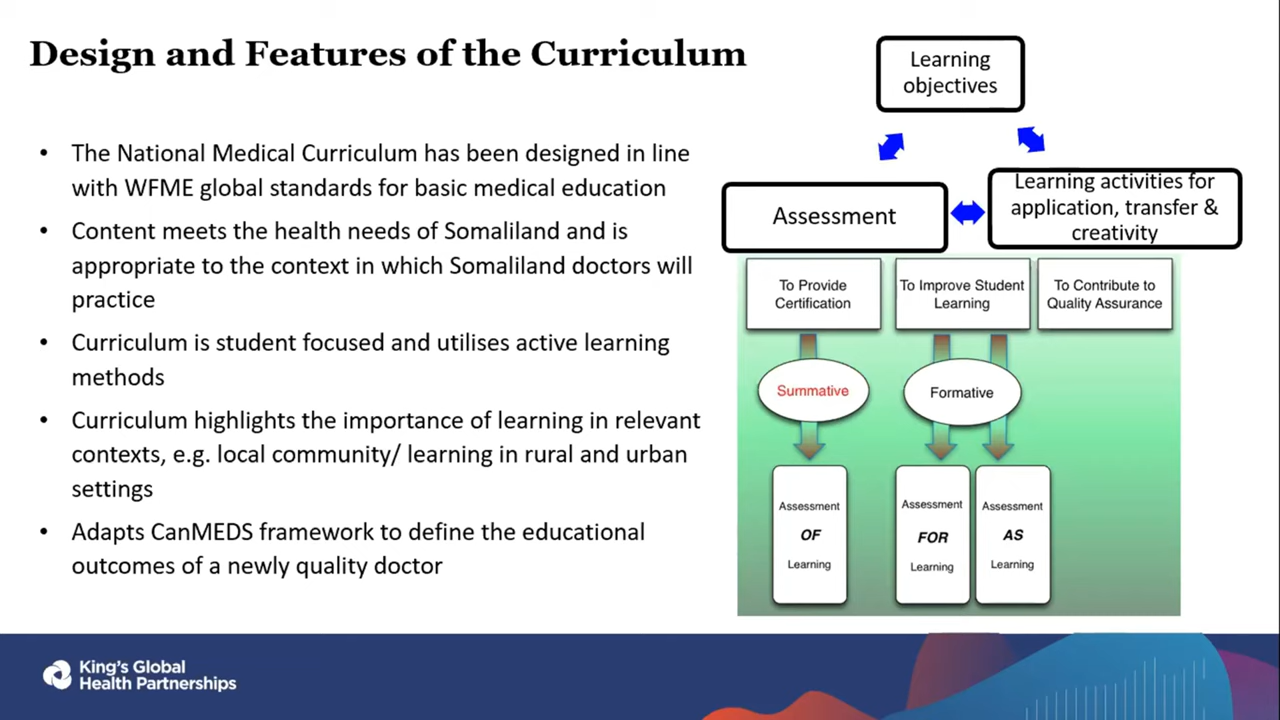 Design and Features of the Curriculum
• The National Medical Curriculum has been designed in line
with WFME global standards for basic medical education
• Content meets the health needs of Somaliland and is
appropriate to the context in which Somaliland doctors will
practice
• Curriculum is student focused and utilises active learning
methods
• Curriculum highlights the importance of learning in relevant
contexts, e.g. local community/ learning in rural and urban
settings
• Adapts CanMEDS framework to define the educational
outcomes of a newly quality doctor
Learning
objectives
Assessment
Learning activities for
application, transfer &
creativity
To Provide
Certification
To Improve Student
Learning
To Contribute to
Quality Assurance
Summative
Formative
Assessment
OF
Learning
Assessment
FOR
Learning
Assessment
AS
Learning
King's Global
Health Partnerships